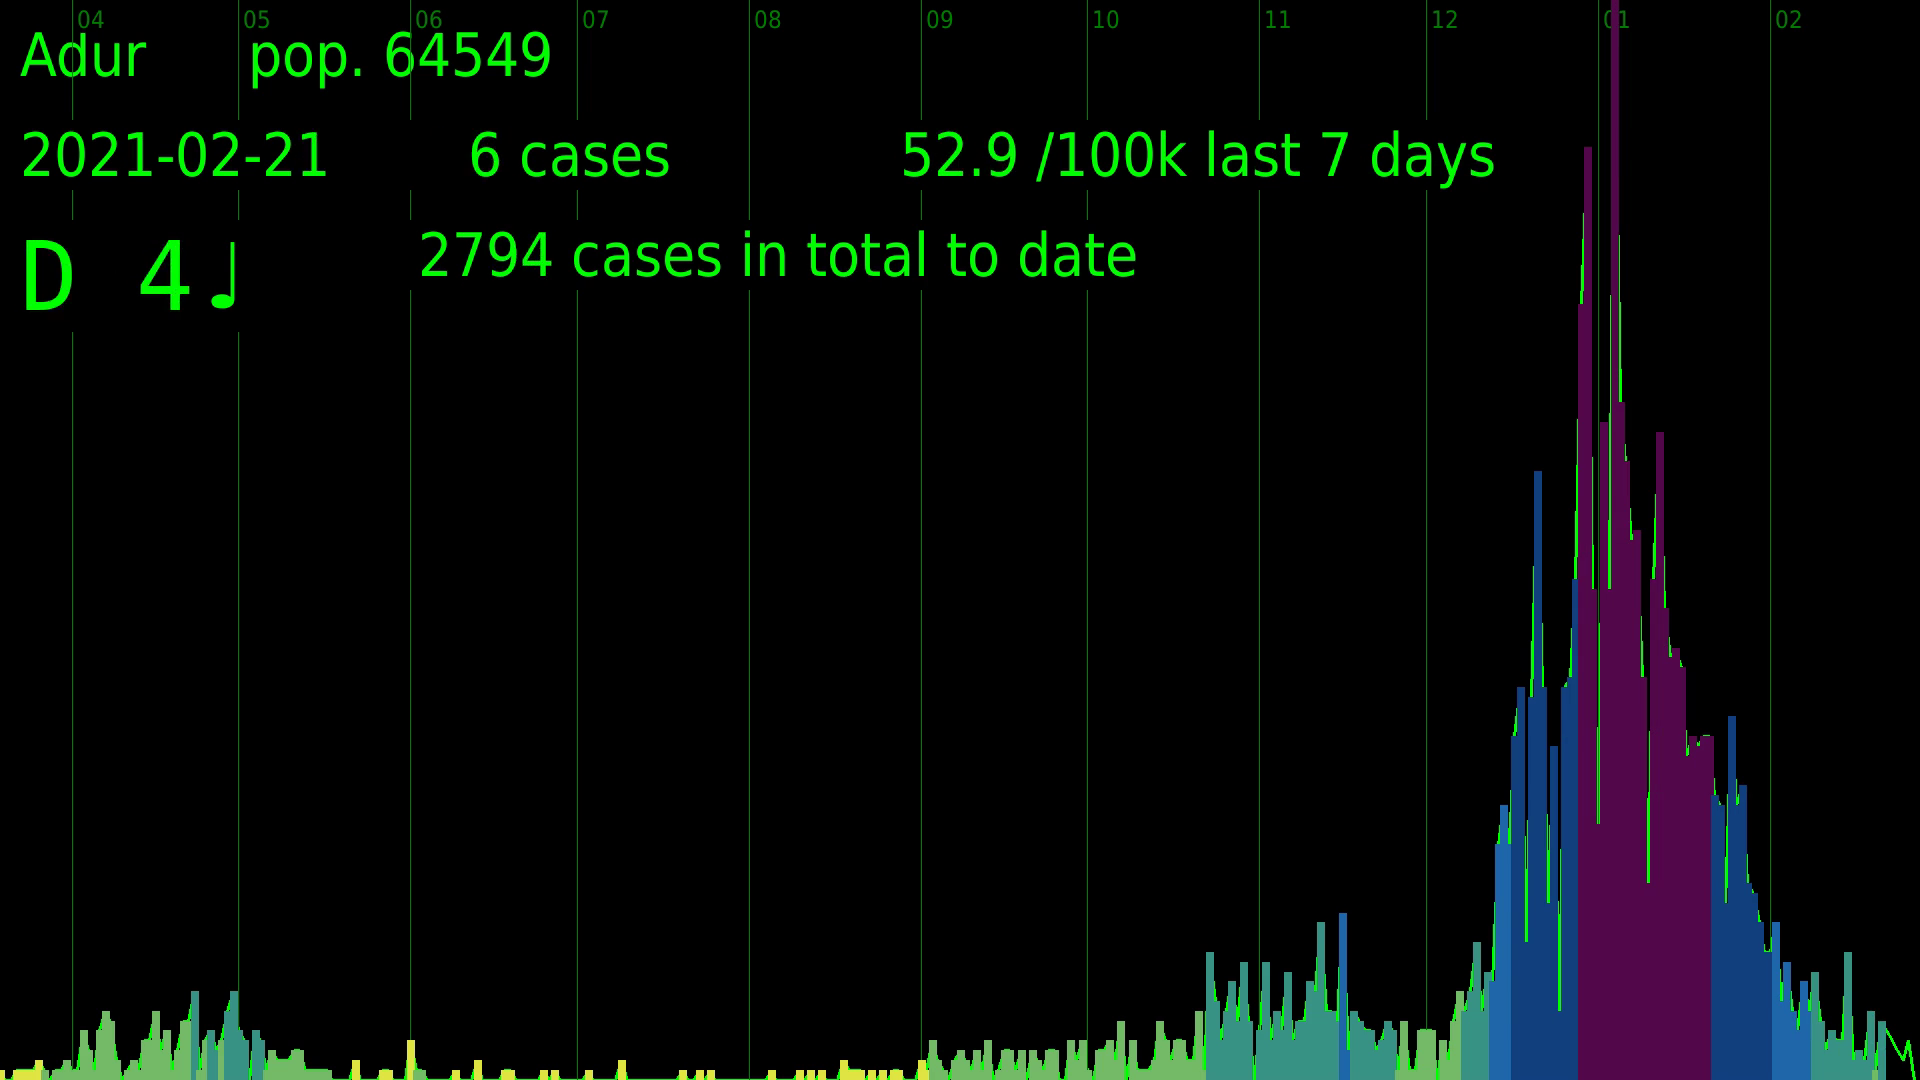 04 05 06 07 08 09 10 11 12 01 02
Adur pop. 64549
2021-02-21 6 cases 52.9 /100k last 7 days
D 4♩ 2794 cases in total to date